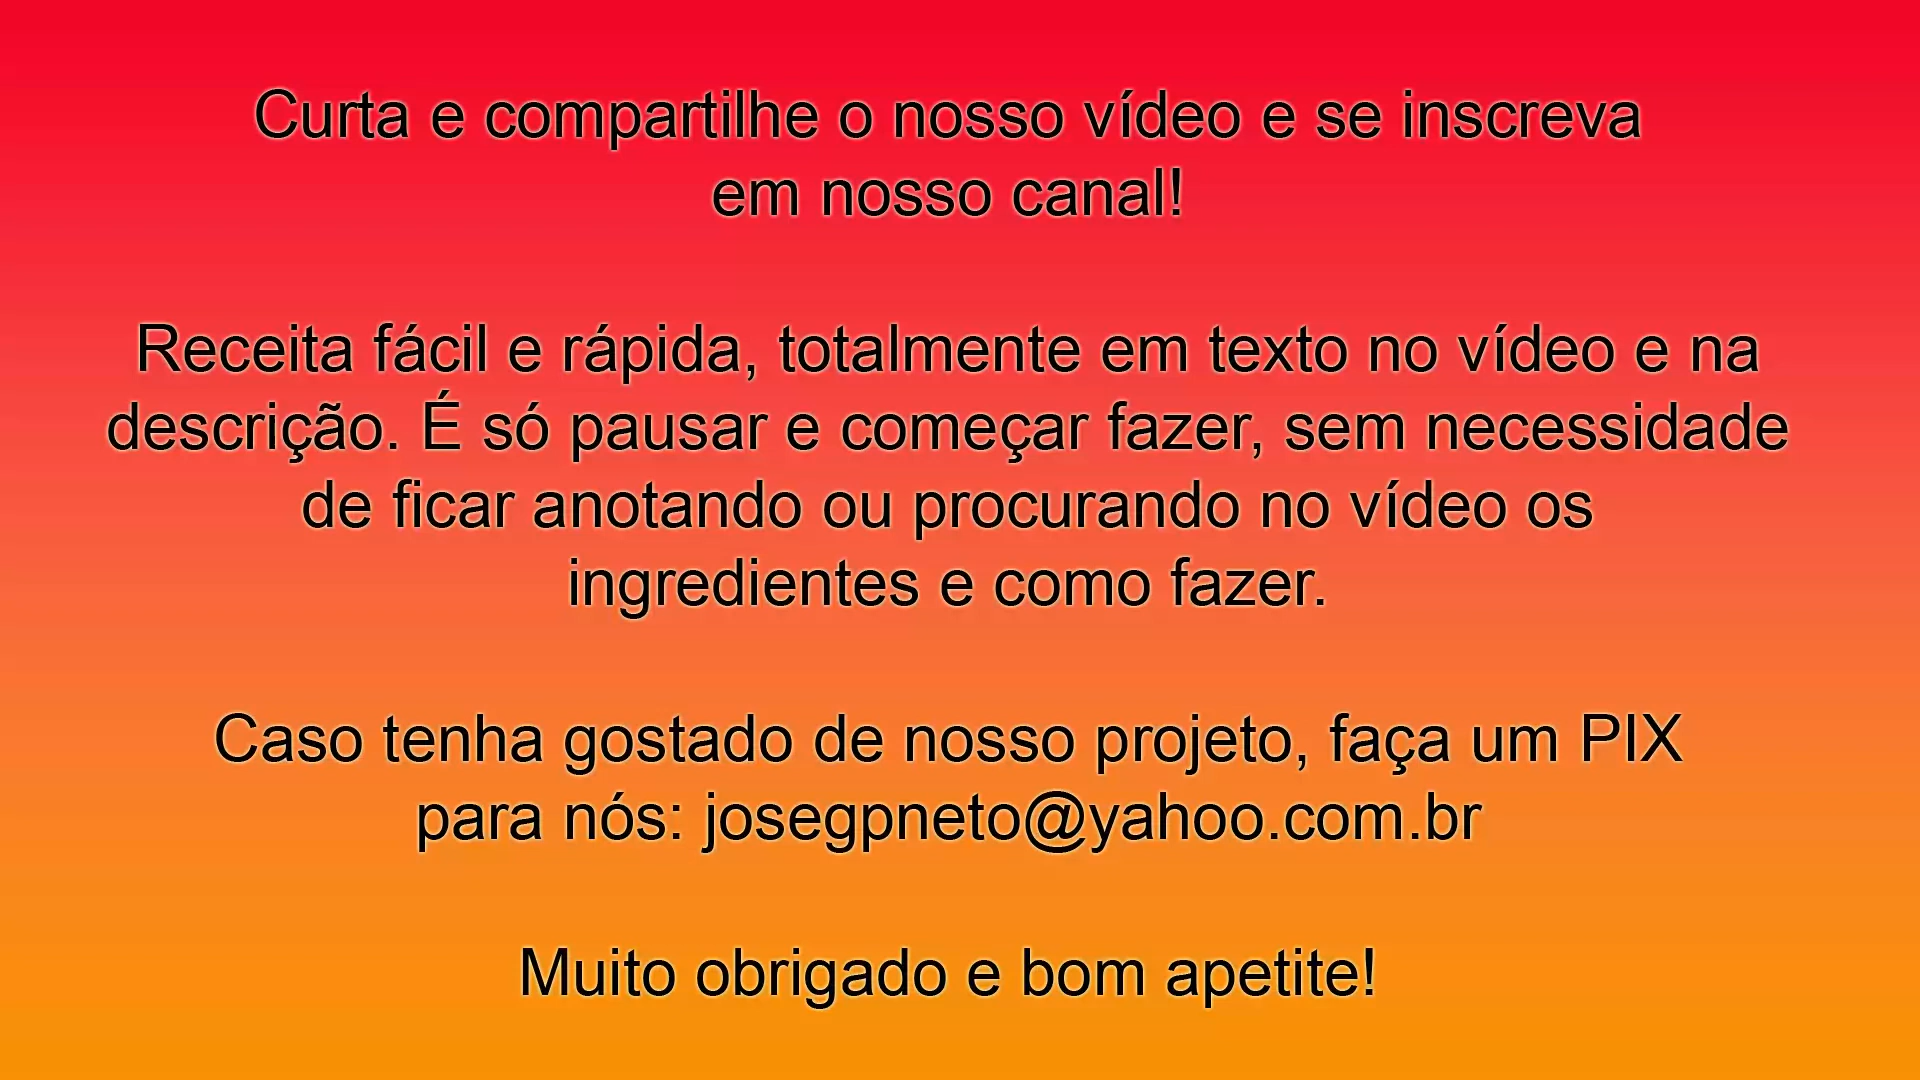 Curta e compartilhe o nosso vídeo e se inscreva
em nosso canal!
Receita fácil e rápida, totalmente em texto no vídeo e na
descrição. É só pausar e começar fazer, sem necessidade
de ficar anotando ou procurando no vídeo os
ingredientes e como fazer.
Caso tenha gostado de nosso projeto, faça um PIX
para nós: josegpneto@yahoo.com.br
Muito obrigado e bom apetite!